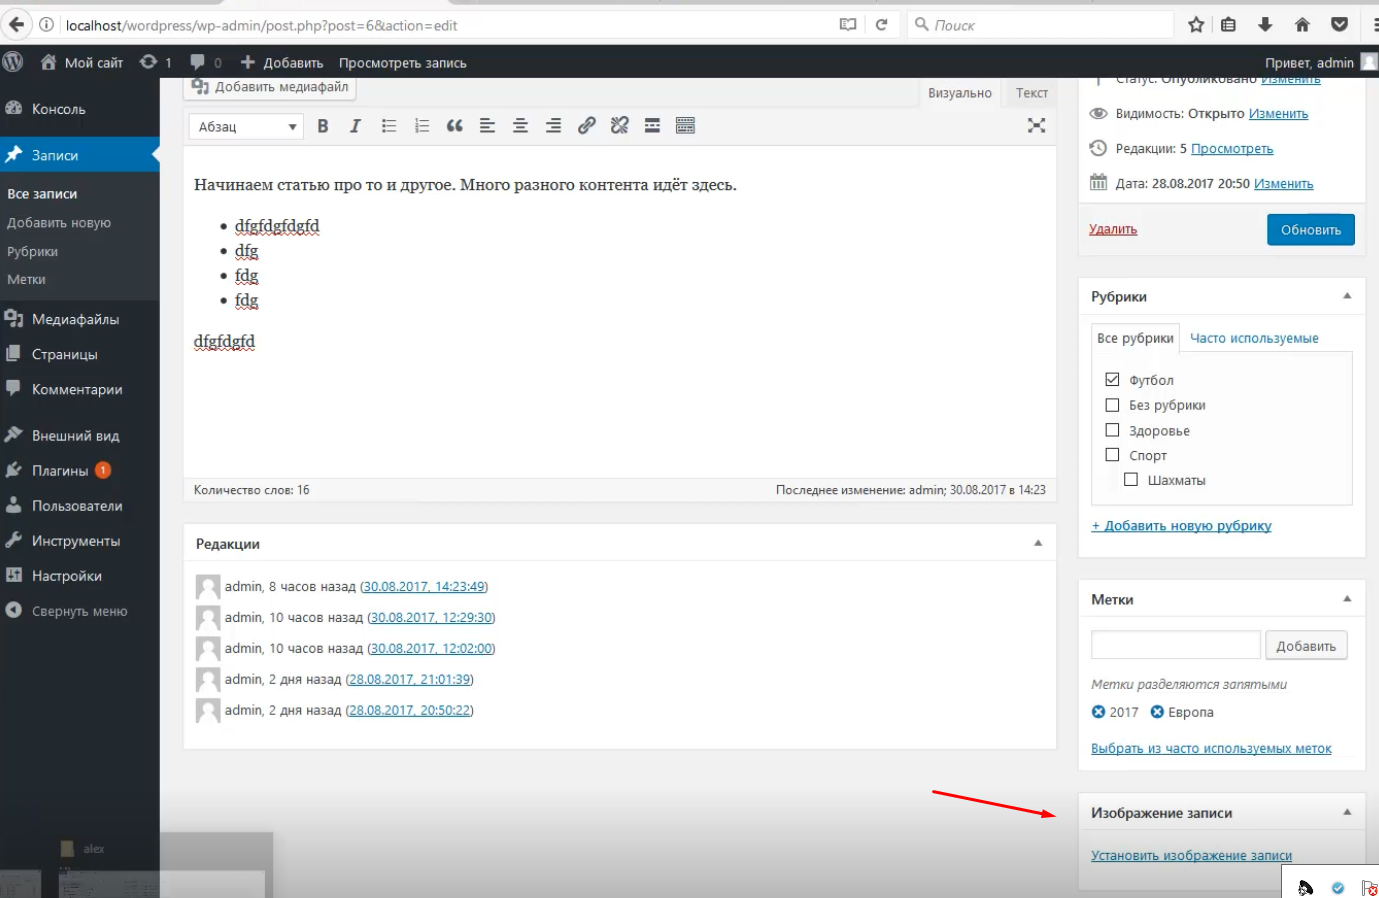 localhost/wordpress/wp-admin/post.php?post=6&action=edit
Поиск
Мой сайт
1
0
Добавить
Просмотреть запись
Привет, admin
Консоль
Записи
Все записи
Добавить новую
Рубрики
Метки
Медиафайлы
Страницы
Комментарии
Внешний вид
Плагины 1
Пользователи
Инструменты
Настройки
Свернуть меню
alex
Добавить медиафайл
Визуально
Текст
Абзац
B I
Начинаем статью про то и другое. Много разного контента идёт здесь.
dfgfdgfdgfd
dfg
fdg
fdg
dfgfdgfd
Количество слов: 16
Последнее изменение: admin; 30.08.2017 в 14:23
Редакции
admin, 8 часов назад (30.08.2017, 14:23:49)
admin, 10 часов назад (30.08.2017, 12:29:30)
admin, 10 часов назад (30.08.2017, 12:02:00)
admin, 2 дня назад (28.08.2017, 21:01:39)
admin, 2 дня назад (28.08.2017, 20:50:22)
Статус: Опубликовано Изменить
Видимость: Открыто Изменить
Редакции: 5 Просмотреть
Дата: 28.08.2017 20:50 Изменить
Удалить
Обновить
Рубрики
Все рубрики
Часто используемые
Футбол
Без рубрики
Здоровье
Спорт
Шахматы
+ Добавить новую рубрику
Метки
Добавить
Метки разделяются запятыми
2017
Европа
Выбрать из часто используемых меток
Изображение записи
Установить изображение записи